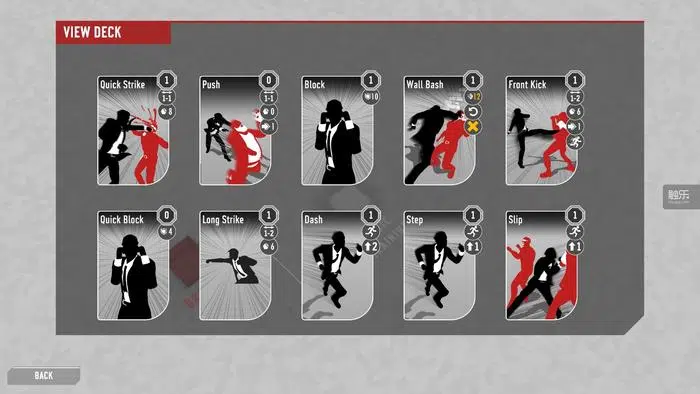 VIEW DECK
Quick Strike
1
1-1
8
Push
0
1-1
0
1
Block
1
10
Wall Bash
1
12
Front Kick
1
1-2
6
1
Quick Block
0
4
Long Strike
1
1-2
6
Dash
1
2
Step
1
1
Slip
1
1
触乐
BACK